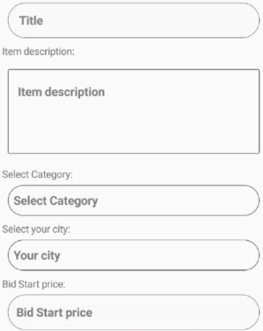 Title
Item description:
Item description
Select Category:
Select Category
Select your city:
Your city
Bid Start price:
Bid Start price